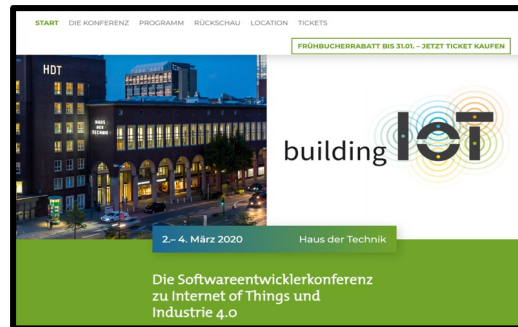 START DIE KONFERENZ PROGRAMM RÜCKSCHAU LOCATION TICKETS
FRÜHBUCHERRABATT BIS 31.01. – JETZT TICKET KAUFEN
HDT
HAUS
DER
TECHNIK
building IoT
2.– 4. März 2020 Haus der Technik
Die Softwareentwicklerkonferenz
zu Internet of Things und
Industrie 4.0